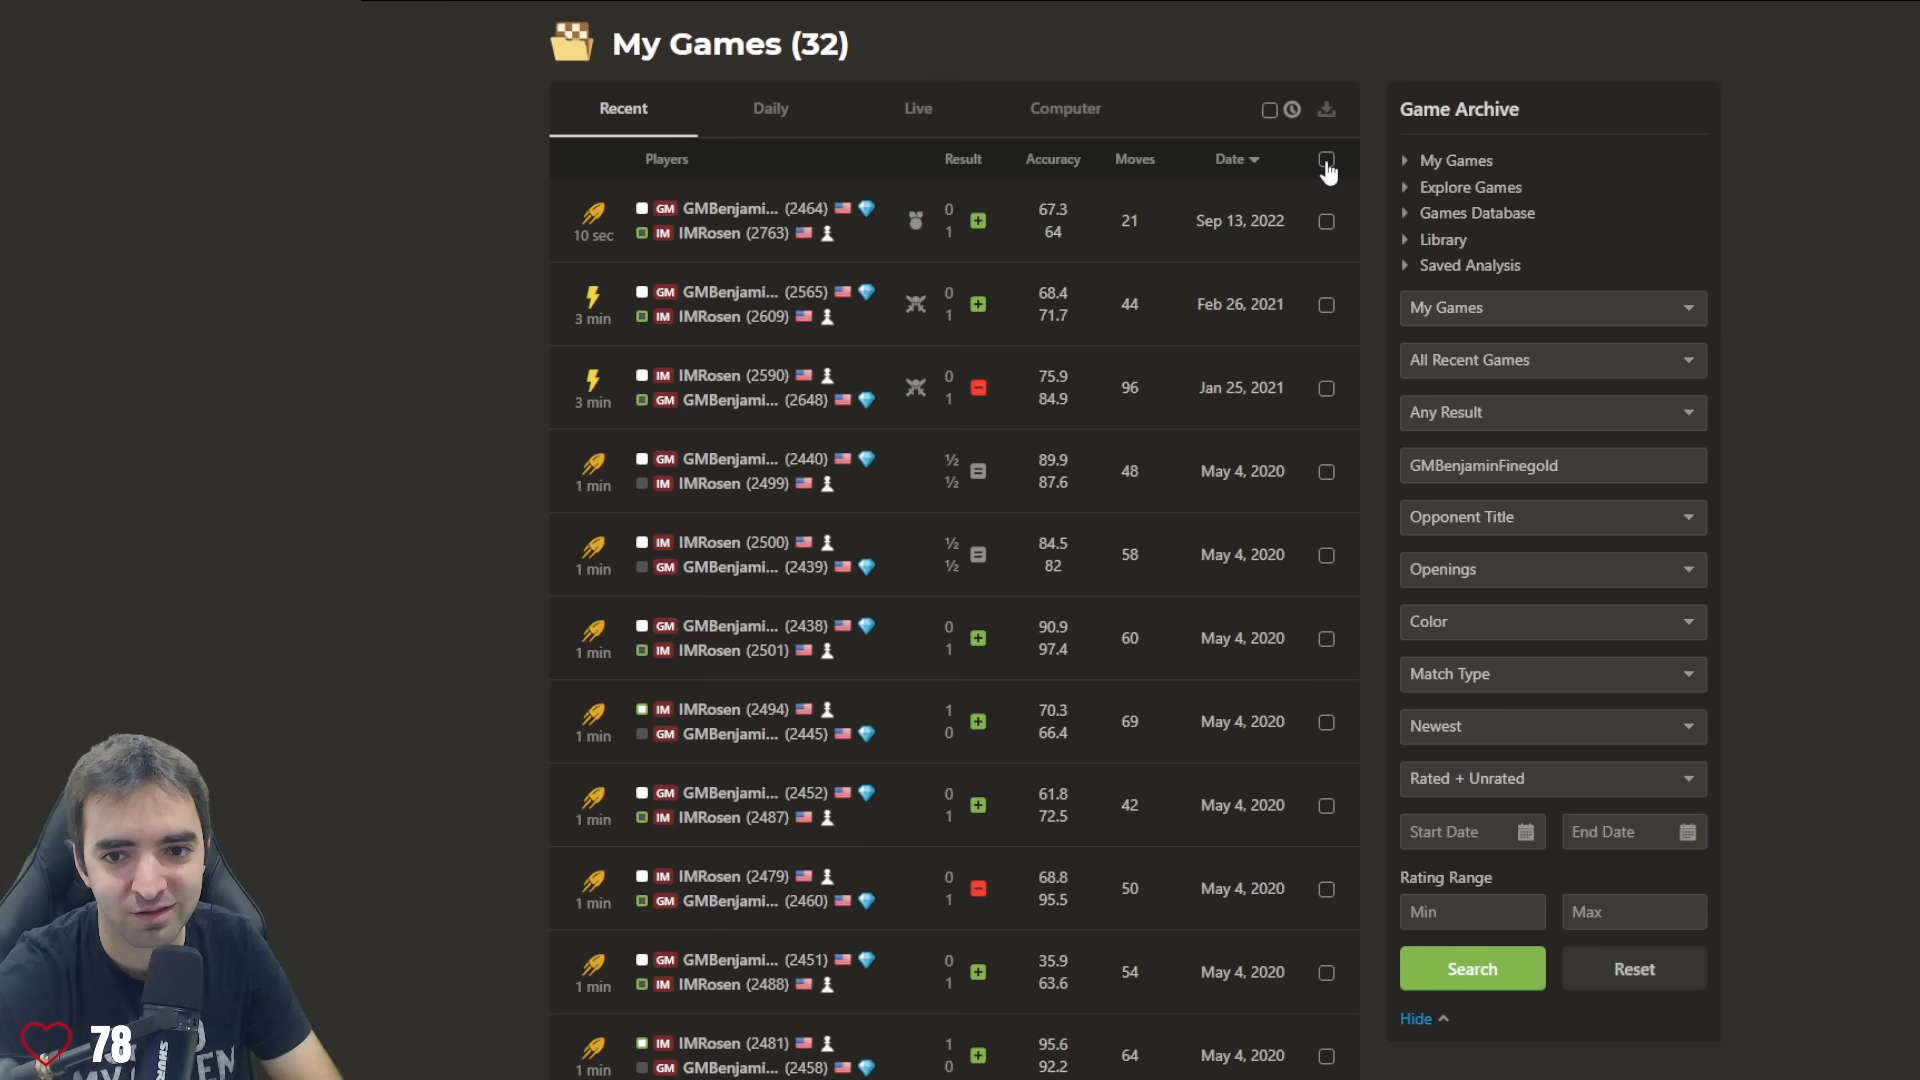 My Games (32)
Recent Daily Live Computer
Players Result Accuracy Moves Date
10 sec GM GMBenjami... (2464) 0 67.3 21 Sep 13, 2022
IM IMRosen (2763) 1 64
3 min GM GMBenjami... (2565) 0 68.4 44 Feb 26, 2021
IM IMRosen (2609) 1 71.7
3 min IM IMRosen (2590) 0 75.9 96 Jan 25, 2021
GM GMBenjami... (2648) 1 84.9
1 min GM GMBenjami... (2440) ½ 89.9 48 May 4, 2020
IM IMRosen (2499) ½ 87.6
1 min IM IMRosen (2500) ½ 84.5 58 May 4, 2020
GM GMBenjami... (2439) ½ 82
1 min GM GMBenjami... (2438) 0 90.9 60 May 4, 2020
IM IMRosen (2501) 1 97.4
1 min IM IMRosen (2494) 1 70.3 69 May 4, 2020
GM GMBenjami... (2445) 0 66.4
1 min GM GMBenjami... (2452) 0 61.8 42 May 4, 2020
IM IMRosen (2487) 1 72.5
1 min IM IMRosen (2479) 0 68.8 50 May 4, 2020
GM GMBenjami... (2460) 1 95.5
1 min GM GMBenjami... (2451) 0 35.9 54 May 4, 2020
IM IMRosen (2488) 1 63.6
1 min IM IMRosen (2481) 1 95.6 64 May 4, 2020
GM GMBenjami... (2458) 0 92.2
Game Archive
My Games
Explore Games
Games Database
Library
Saved Analysis
My Games
All Recent Games
Any Result
GMBenjaminFinegold
Opponent Title
Openings
Color
Match Type
Newest
Rated + Unrated
Start Date End Date
Rating Range
Min Max
Search Reset
Hide
78
SHURE